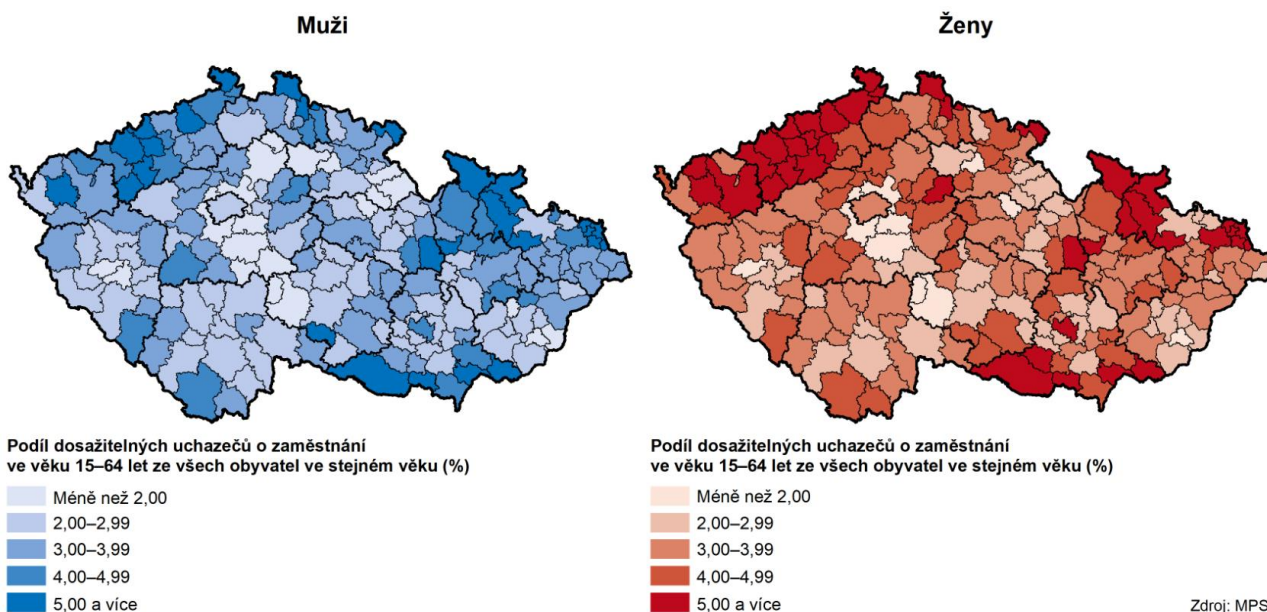 Muži
Ženy
Podíl dosažitelných uchazečů o zaměstnání
ve věku 15–64 let ze všech obyvatel ve stejném věku (%)
Méně než 2,00
2,00–2,99
3,00–3,99
4,00–4,99
5,00 a více
Podíl dosažitelných uchazečů o zaměstnání
ve věku 15–64 let ze všech obyvatel ve stejném věku (%)
Méně než 2,00
2,00–2,99
3,00–3,99
4,00–4,99
5,00 a více
Zdroj: MPS